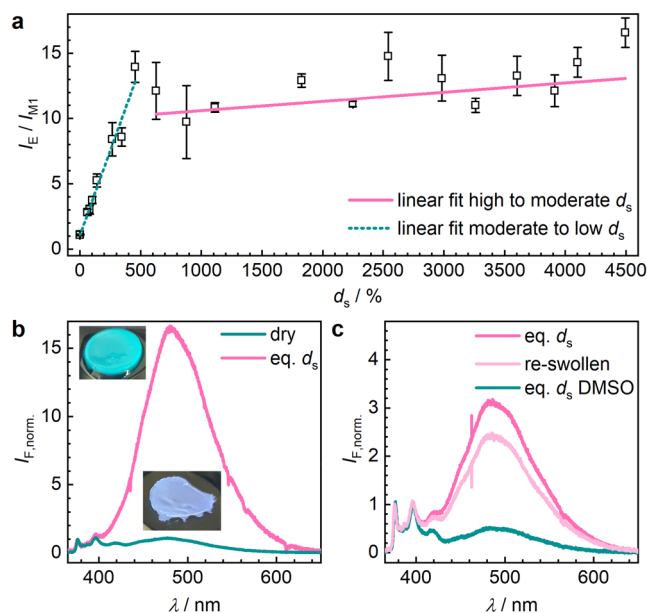 a
I_E / I_M1
15
10
5
0
linear fit high to moderate d_s
linear fit moderate to low d_s
0 500 1000 1500 2000 2500 3000 3500 4000 4500
d_s / %
b
dry
eq. d_s
I_F,norm.
15
10
5
0
400 500 600
λ / nm
c
eq. d_s
re-swollen
eq. d_s DMSO
I_F,norm.
4
3
2
1
0
400 500 600
λ / nm